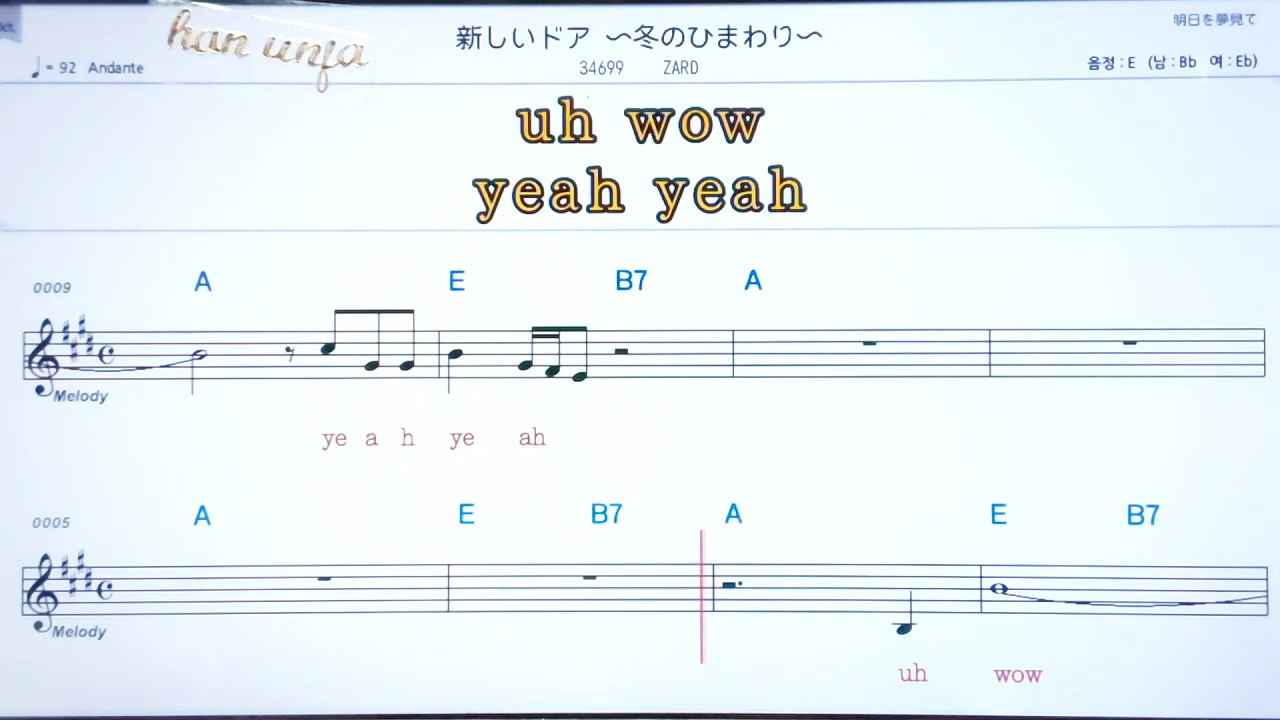 han unfa
新しいドア 〜冬のひまわり〜
明日を夢見て
♩= 92 Andante
34699 ZARD
음정 : E (남 : Bb 여 : Eb)
uh wow
yeah yeah
0009 A E B7 A
Melody
ye a h ye ah
0005 A E B7 A E B7
Melody
uh wow